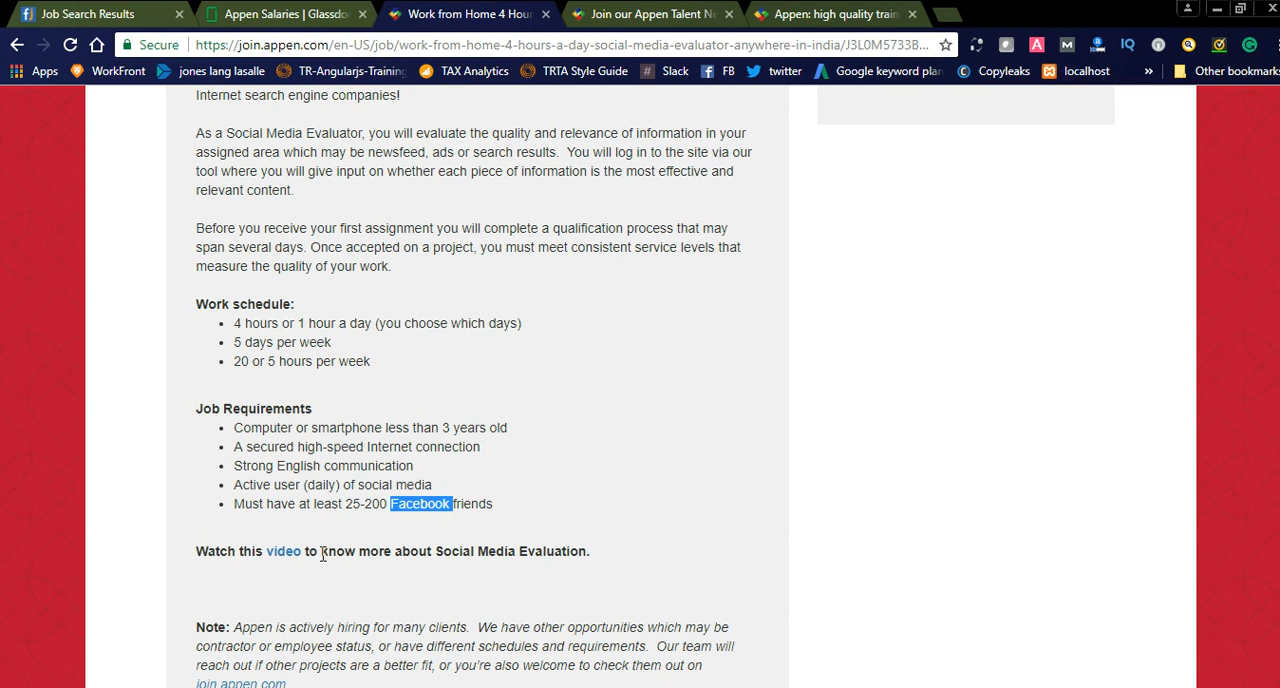 Job Search Results
Appen Salaries | Glassdo
Work from Home 4 Hou
Join our Appen Talent N
Appen: high quality train
Secure
https://join.appen.com/en-US/job/work-from-home-4-hours-a-day-social-media-evaluator-anywhere-in-india/J3L0M5733B...
Apps WorkFront jones lang lasalle TR-Angularjs-Training TAX Analytics TRTA Style Guide Slack FB twitter Google keyword plan Copyleaks localhost » Other bookmarks
Internet search engine companies!
As a Social Media Evaluator, you will evaluate the quality and relevance of information in your
assigned area which may be newsfeed, ads or search results. You will log in to the site via our
tool where you will give input on whether each piece of information is the most effective and
relevant content.
Before you receive your first assignment you will complete a qualification process that may
span several days. Once accepted on a project, you must meet consistent service levels that
measure the quality of your work.
Work schedule:
• 4 hours or 1 hour a day (you choose which days)
• 5 days per week
• 20 or 5 hours per week
Job Requirements
• Computer or smartphone less than 3 years old
• A secured high-speed Internet connection
• Strong English communication
• Active user (daily) of social media
• Must have at least 25-200 Facebook friends
Watch this video to know more about Social Media Evaluation.
Note: Appen is actively hiring for many clients. We have other opportunities which may be
contractor or employee status, or have different schedules and requirements. Our team will
reach out if other projects are a better fit, or you're also welcome to check them out on
join.appen.com